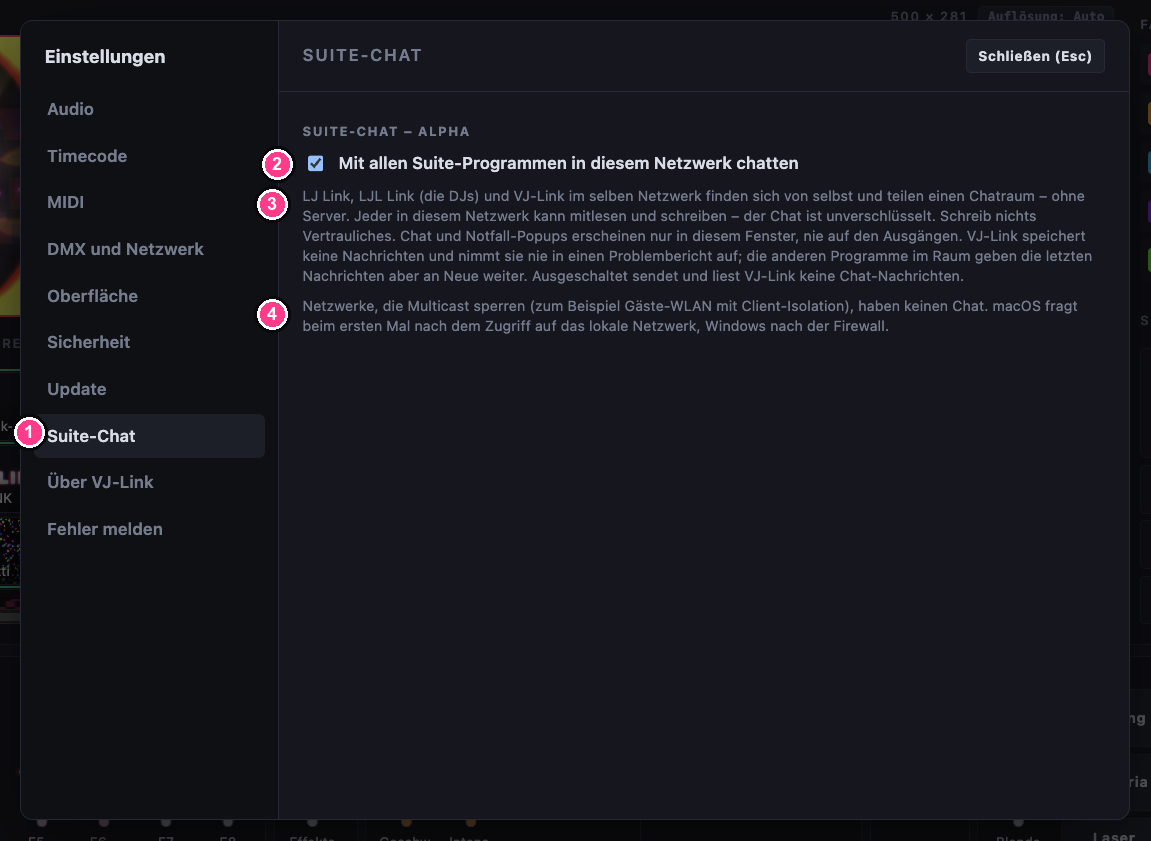 500 × 281 Auflösung: Auto
Einstellungen
SUITE-CHAT
Schließen (Esc)
Audio
Timecode
MIDI
DMX und Netzwerk
Oberfläche
Sicherheit
Update
1 Suite-Chat
Über VJ-Link
Fehler melden
SUITE-CHAT – ALPHA
2 Mit allen Suite-Programmen in diesem Netzwerk chatten
3 LJ Link, LJL Link (die DJs) und VJ-Link im selben Netzwerk finden sich von selbst und teilen einen Chatraum – ohne
Server. Jeder in diesem Netzwerk kann mitlesen und schreiben – der Chat ist unverschlüsselt. Schreib nichts
Vertrauliches. Chat und Notfall-Popups erscheinen nur in diesem Fenster, nie auf den Ausgängen. VJ-Link speichert
keine Nachrichten und nimmt sie nie in einen Problembericht auf; die anderen Programme im Raum geben die letzten
Nachrichten aber an Neue weiter. Ausgeschaltet sendet und liest VJ-Link keine Chat-Nachrichten.
4 Netzwerke, die Multicast sperren (zum Beispiel Gäste-WLAN mit Client-Isolation), haben keinen Chat. macOS fragt
beim ersten Mal nach dem Zugriff auf das lokale Netzwerk, Windows nach der Firewall.
Laser